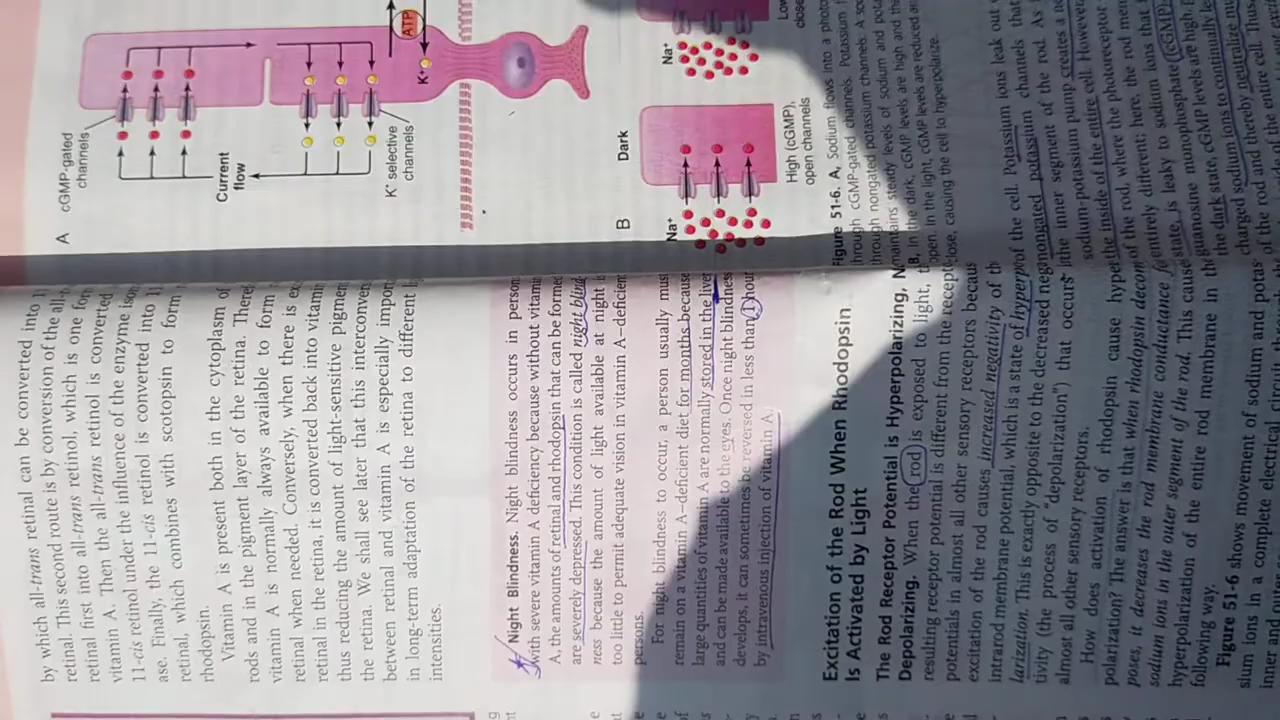 by which all-trans retinal can be converted into 1
retinal. This second route is by conversion of the all-t
retinal first into all-trans retinol, which is one form
vitamin A. Then the all-trans retinol is converted
11-cis retinol under the influence of the enzyme isom
ase. Finally, the 11-cis retinol is converted into 1
retinal, which combines with scotopsin to form
rhodopsin.
Vitamin A is present both in the cytoplasm of
rods and in the pigment layer of the retina. There
vitamin A is normally always available to form
retinal when needed. Conversely, when there is ex
retinal in the retina, it is converted back into vitamin
thus reducing the amount of light-sensitive pigment
the retina. We shall see later that this interconver
between retinal and vitamin A is especially impor
in long-term adaptation of the retina to different l
intensities.
Night Blindness. Night blindness occurs in person
with severe vitamin A deficiency because without vitamin
A, the amounts of retinal and rhodopsin that can be formed
are severely depressed. This condition is called night blind-
ness because the amount of light available at night is
too little to permit adequate vision in vitamin A–deficient
persons.
For night blindness to occur, a person usually must
remain on a vitamin A–deficient diet for months because
large quantities of vitamin A are normally stored in the liver
and can be made available to the eyes. Once night blindness
develops, it can sometimes be reversed in less than 1 hour
by intravenous injection of vitamin A.
Excitation of the Rod When Rhodopsin
Is Activated by Light
The Rod Receptor Potential is Hyperpolarizing, N
Depolarizing. When the rod is exposed to light, the
resulting receptor potential is different from the recept
potentials in almost all other sensory receptors becaus
excitation of the rod causes increased negativity of th
intrarod membrane potential, which is a state of hyperp
larization. This is exactly opposite to the decreased neg
tivity (the process of “depolarization”) that occurs
almost all other sensory receptors.
How does activation of rhodopsin cause hype
polarization? The answer is that when rhodopsin decom
poses, it decreases the rod membrane conductance f
sodium ions in the outer segment of the rod. This cause
hyperpolarization of the entire rod membrane in the
following way.
Figure 51-6 shows movement of sodium and potas
sium ions in a complete electrical circuit
inner and outer
A
cGMP-gated
channels
Current
flow
K⁺ selective
channels
ATP
K⁺
B
Dark
Na⁺
High (cGMP),
open channels
Na⁺
Low
close
Figure 51-6. A, Sodium flows into a photo
through cGMP-gated channels. Potassium
through nongated potassium channels. A
maintains steady levels of sodium and pota
B, In the dark, cGMP levels are high and
open. In the light, cGMP levels are reduced
close, causing the cell to hyperpolarize.
of the cell. Potassium ions leak out
nongated potassium channels that
the inner segment of the rod. As
sodium-potassium pump creates a
the inside of the entire cell. However
of the rod, where the photoreceptor
entirely different; here, the rod mem
state, is leaky to sodium ions that
guanosine monophosphate (cGMP)
the dark state, cGMP levels are high
charged sodium ions to continually
of the rod and thereby neutralize
of the entire cell. Thus